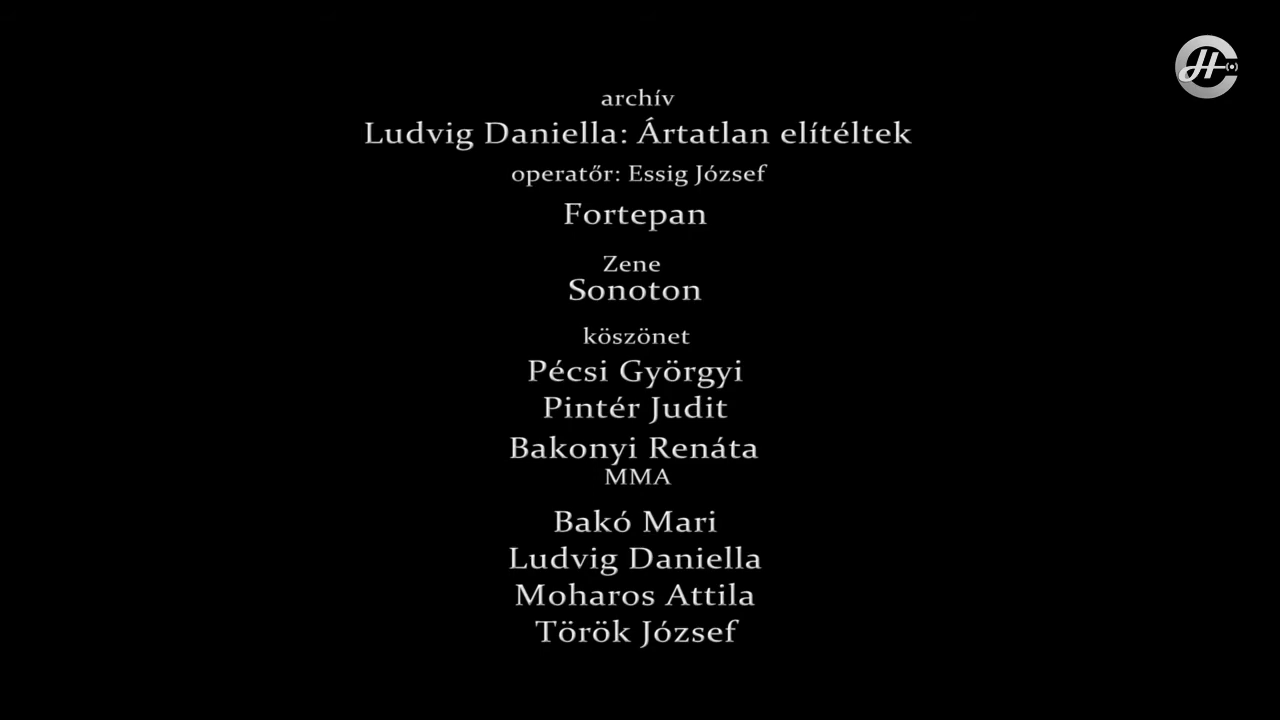 archív
Ludvig Daniella: Ártatlan elítéltek
operatőr: Essig József
Fortepan
Zene
Sonoton
köszönet
Pécsi Györgyi
Pintér Judit
Bakonyi Renáta
MMA
Bakó Mari
Ludvig Daniella
Moharos Attila
Török József